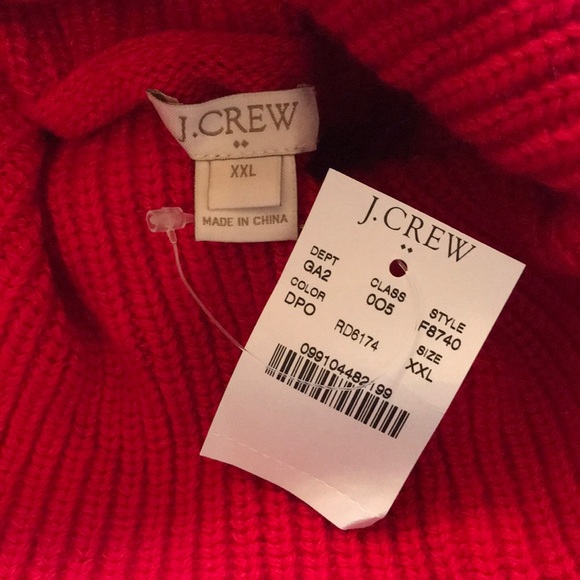 J.CREW
XXL
MADE IN CHINA
J.CREW
DEPT CLASS STYLE
GA2 005 F8740
COLOR SIZE
DPO RD6174 XXL
099104482199